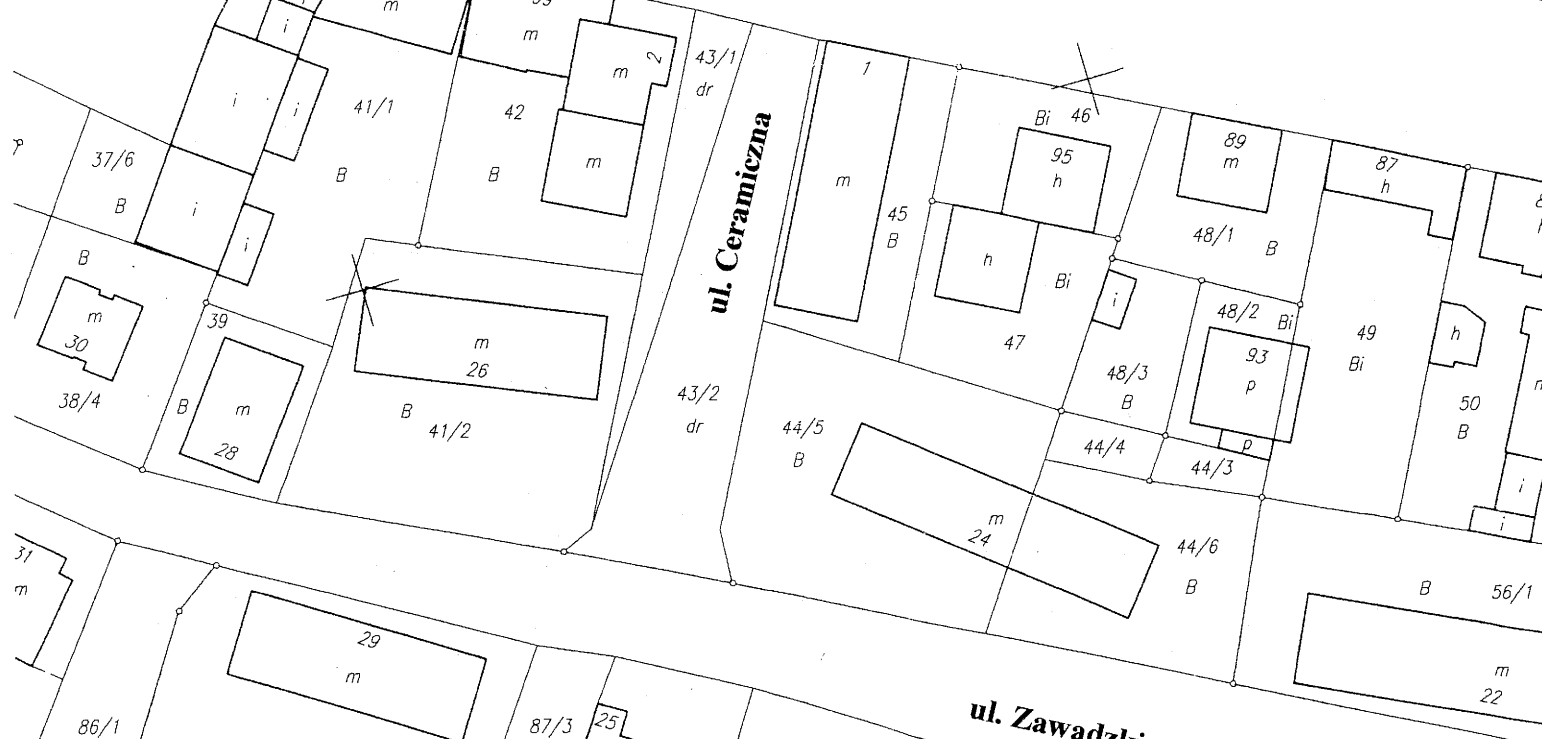 m
i
m
2
43/1
dr
1
i
i
41/1
42
m
m
Bi 46
89
m
95
h
87
h
37/6
B
B
B
i
i
m
45
B
48/1
B
ul. Ceramiczna
h
Bi
i
B
m
30
39
m
26
47
48/2
Bi
49
Bi
h
93
p
48/3
B
38/4
B
m
28
B
41/2
43/2
dr
44/5
B
44/4
44/3
p
50
B
i
i
m
24
44/6
B
31
m
29
m
B
56/1
m
22
86/1
87/3
25
ul. Zawadzki